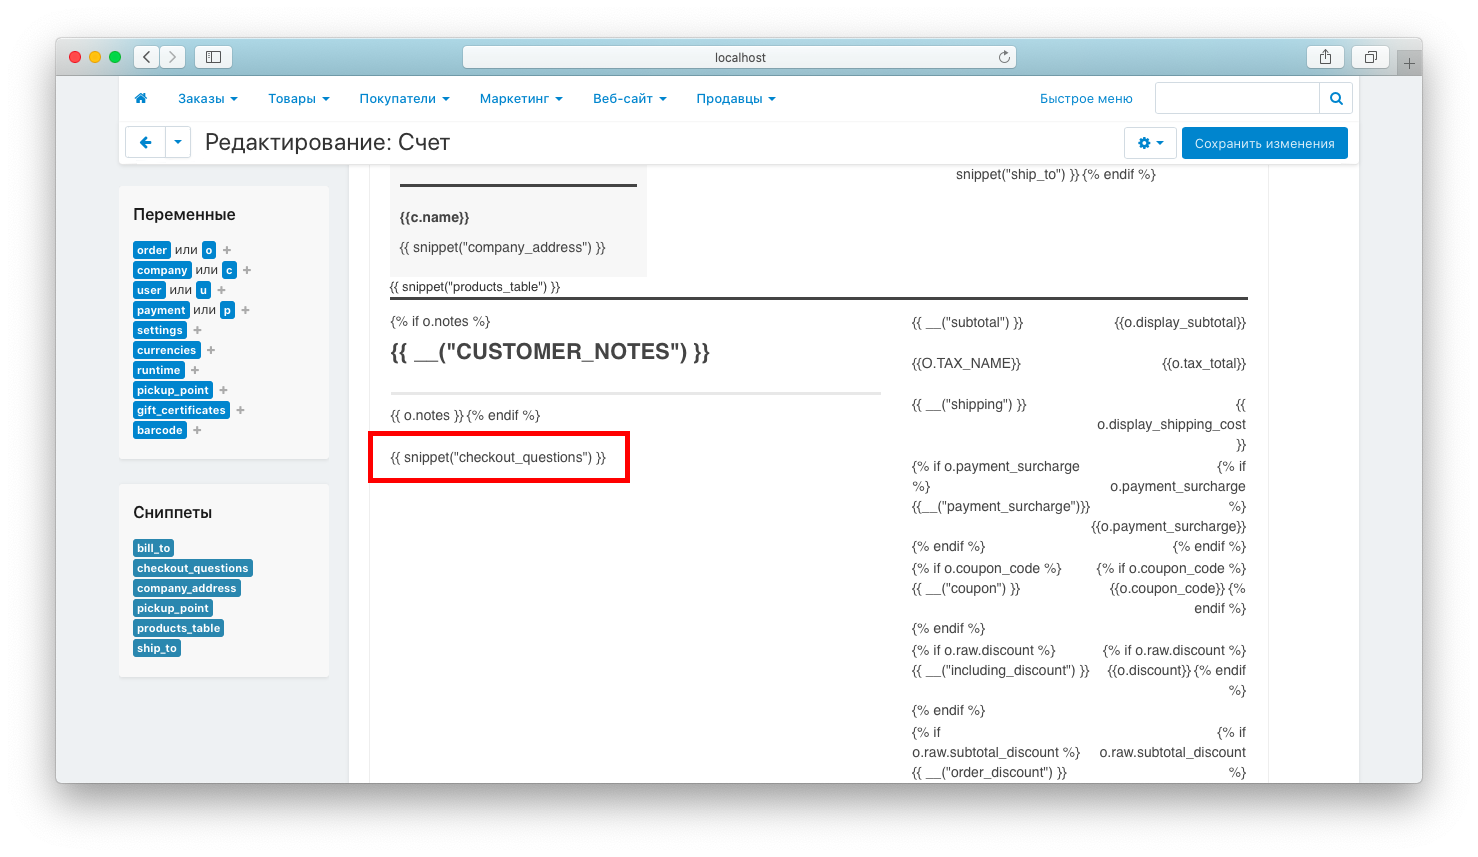 localhost
Заказы
Товары
Покупатели
Маркетинг
Веб-сайт
Продавцы
Быстрое меню
Редактирование: Счет
Сохранить изменения
Переменные
order или o +
company или c +
user или u +
payment или p +
settings +
currencies +
runtime +
pickup_point +
gift_certificates +
barcode +
Сниппеты
bill_to
checkout_questions
company_address
pickup_point
products_table
ship_to
snippet("ship_to") }} {% endif %}
{{c.name}}
{{ snippet("company_address") }}
{{ snippet("products_table") }}
{% if o.notes %}
{{ __("CUSTOMER_NOTES") }}
{{ o.notes }} {% endif %}
{{ snippet("checkout_questions") }}
{{ __("subtotal") }}
{{o.display_subtotal}}
{{O.TAX_NAME}}
{{o.tax_total}}
{{ __("shipping") }}
{{
o.display_shipping_cost
}}
{% if o.payment_surcharge
%}
{{__("payment_surcharge")}}
{% endif %}
{% if
o.payment_surcharge
%}
{{o.payment_surcharge}}
{% endif %}
{% if o.coupon_code %}
{{ __("coupon") }}
{% endif %}
{% if o.coupon_code %}
{{o.coupon_code}} {%
endif %}
{% if o.raw.discount %}
{{ __("including_discount") }}
{% endif %}
{% if o.raw.discount %}
{{o.discount}} {% endif
%}
{% if
o.raw.subtotal_discount %}
{{ __("order_discount") }}
{% if
o.raw.subtotal_discount
%}